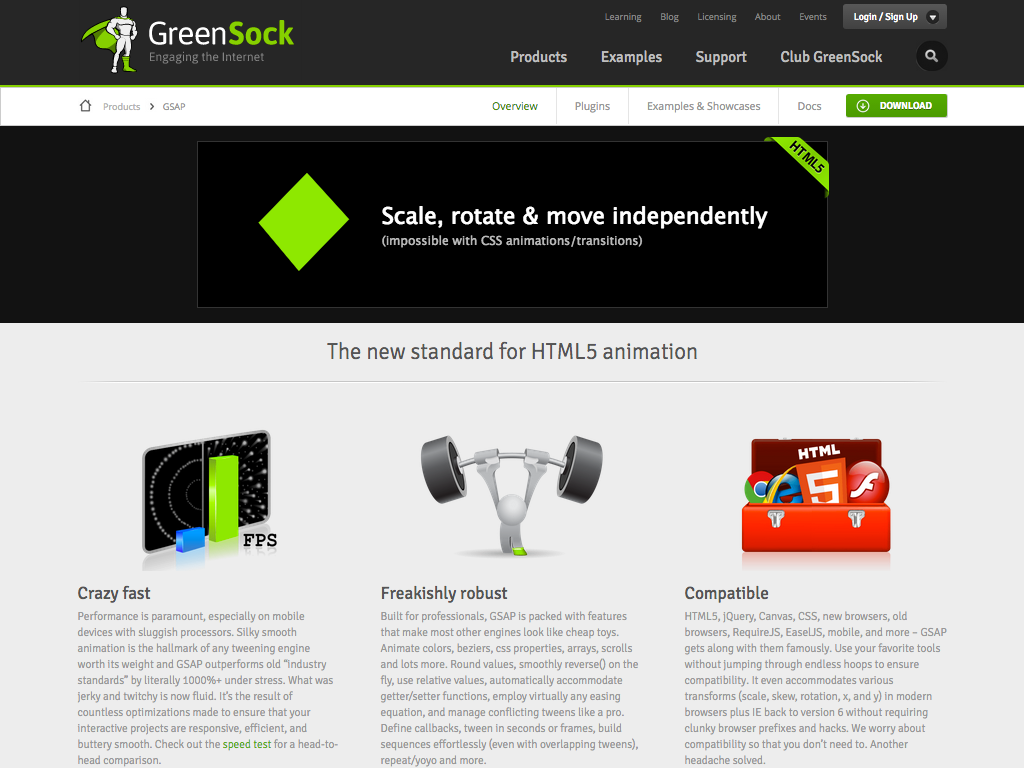 Learning Blog Licensing About Events Login / Sign Up
GreenSock
Engaging the Internet
Products Examples Support Club GreenSock
Products GSAP Overview Plugins Examples & Showcases Docs DOWNLOAD
HTML5
Scale, rotate & move independently
(impossible with CSS animations/transitions)
The new standard for HTML5 animation
FPS
HTML
5
Crazy fast
Performance is paramount, especially on mobile
devices with sluggish processors. Silky smooth
animation is the hallmark of any tweening engine
worth its weight and GSAP outperforms old “industry
standards” by literally 1000%+ under stress. What was
jerky and twitchy is now fluid. It’s the result of
countless optimizations made to ensure that your
interactive projects are responsive, efficient, and
buttery smooth. Check out the speed test for a head-to-
head comparison.
Freakishly robust
Built for professionals, GSAP is packed with features
that make most other engines look like cheap toys.
Animate colors, beziers, css properties, arrays, scrolls
and lots more. Round values, smoothly reverse() on the
fly, use relative values, automatically accommodate
getter/setter functions, employ virtually any easing
equation, and manage conflicting tweens like a pro.
Define callbacks, tween in seconds or frames, build
sequences effortlessly (even with overlapping tweens),
repeat/yoyo and more.
Compatible
HTML5, jQuery, Canvas, CSS, new browsers, old
browsers, RequireJS, EaselJS, mobile, and more – GSAP
gets along with them famously. Use your favorite tools
without jumping through endless hoops to ensure
compatibility. It even accommodates various
transforms (scale, skew, rotation, x, and y) in modern
browsers plus IE back to version 6 without requiring
clunky browser prefixes and hacks. We worry about
compatibility so that you don’t need to. Another
headache solved.